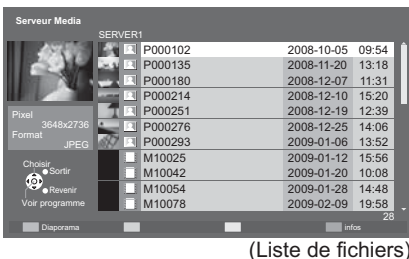 Serveur Media
SERVER1
P000102 2008-10-05 09:54
P000135 2008-11-20 13:18
P000180 2008-12-07 11:31
P000214 2008-12-10 15:20
P000251 2008-12-19 12:39
P000276 2008-12-25 14:06
P000293 2009-01-06 13:52
M10025 2009-01-12 15:56
M10042 2009-01-20 10:08
M10054 2009-01-28 14:48
M10078 2009-02-09 19:58
28
Pixel
3648x2736
Format
JPEG
Choisir
Sortir
Revenir
Voir programme
Diaporama
infos
(Liste de fichiers)